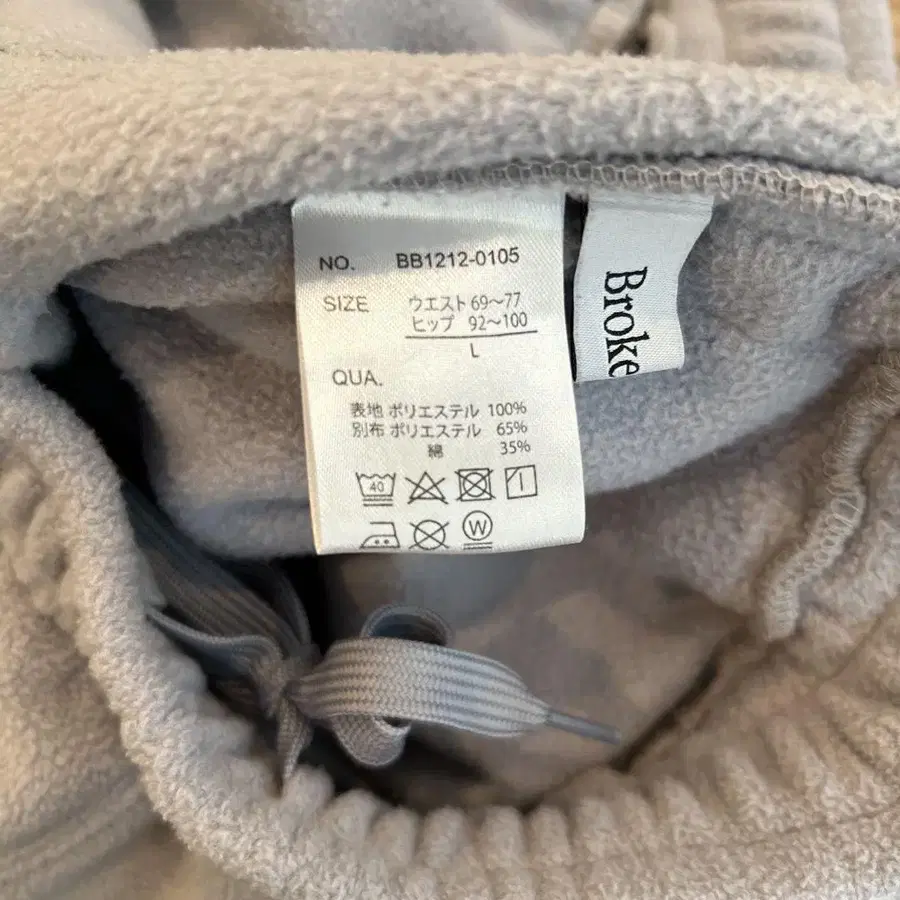 NO. BB1212-0105
SIZE ウエスト 69〜77
ヒップ 92〜100
L
QUA.
表地 ポリエステル 100%
別布 ポリエステル 65%
綿 35%
40
W
Broke